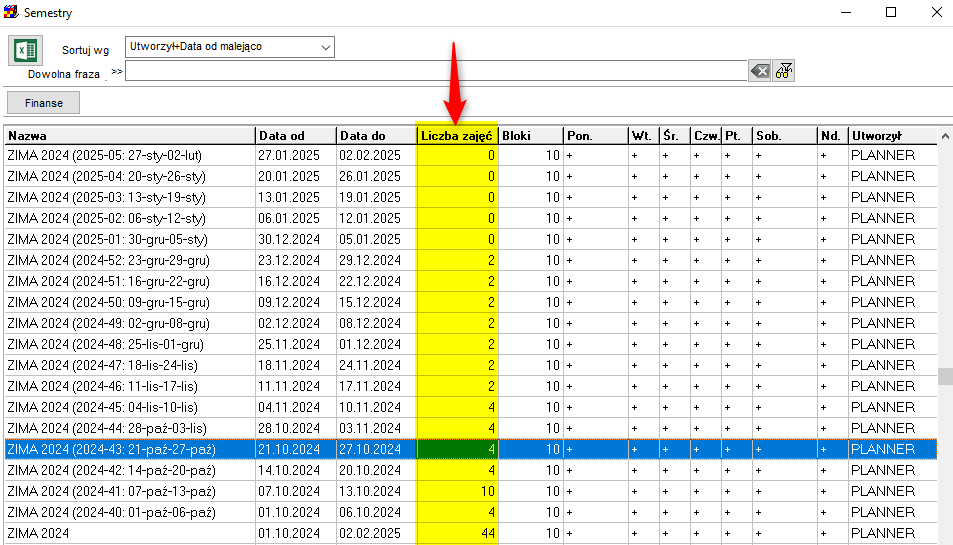 Semestry
Sortuj wg Utworzył+Data od malejąco
Dowolna fraza >>
Finanse
Nazwa Data od Data do Liczba zajęć Bloki Pon. Wt. Śr. Czw. Pt. Sob. Nd. Utworzył
ZIMA 2024 (2025-05: 27-sty-02-lut) 27.01.2025 02.02.2025 0 10 + + + + + + + PLANNER
ZIMA 2024 (2025-04: 20-sty-26-sty) 20.01.2025 26.01.2025 0 10 + + + + + + + PLANNER
ZIMA 2024 (2025-03: 13-sty-19-sty) 13.01.2025 19.01.2025 0 10 + + + + + + + PLANNER
ZIMA 2024 (2025-02: 06-sty-12-sty) 06.01.2025 12.01.2025 0 10 + + + + + + + PLANNER
ZIMA 2024 (2025-01: 30-gru-05-sty) 30.12.2024 05.01.2025 0 10 + + + + + + + PLANNER
ZIMA 2024 (2024-52: 23-gru-29-gru) 23.12.2024 29.12.2024 2 10 + + + + + + + PLANNER
ZIMA 2024 (2024-51: 16-gru-22-gru) 16.12.2024 22.12.2024 2 10 + + + + + + + PLANNER
ZIMA 2024 (2024-50: 09-gru-15-gru) 09.12.2024 15.12.2024 2 10 + + + + + + + PLANNER
ZIMA 2024 (2024-49: 02-gru-08-gru) 02.12.2024 08.12.2024 2 10 + + + + + + + PLANNER
ZIMA 2024 (2024-48: 25-lis-01-gru) 25.11.2024 01.12.2024 2 10 + + + + + + + PLANNER
ZIMA 2024 (2024-47: 18-lis-24-lis) 18.11.2024 24.11.2024 2 10 + + + + + + + PLANNER
ZIMA 2024 (2024-46: 11-lis-17-lis) 11.11.2024 17.11.2024 2 10 + + + + + + + PLANNER
ZIMA 2024 (2024-45: 04-lis-10-lis) 04.11.2024 10.11.2024 4 10 + + + + + + + PLANNER
ZIMA 2024 (2024-44: 28-paź-03-lis) 28.10.2024 03.11.2024 4 10 + + + + + + + PLANNER
ZIMA 2024 (2024-43: 21-paź-27-paź) 21.10.2024 27.10.2024 4 10 + + + + + + + PLANNER
ZIMA 2024 (2024-42: 14-paź-20-paź) 14.10.2024 20.10.2024 4 10 + + + + + + + PLANNER
ZIMA 2024 (2024-41: 07-paź-13-paź) 07.10.2024 13.10.2024 10 10 + + + + + + + PLANNER
ZIMA 2024 (2024-40: 01-paź-06-paź) 01.10.2024 06.10.2024 4 10 + + + + + + + PLANNER
ZIMA 2024 01.10.2024 02.02.2025 44 10 + + + + + + + PLANNER